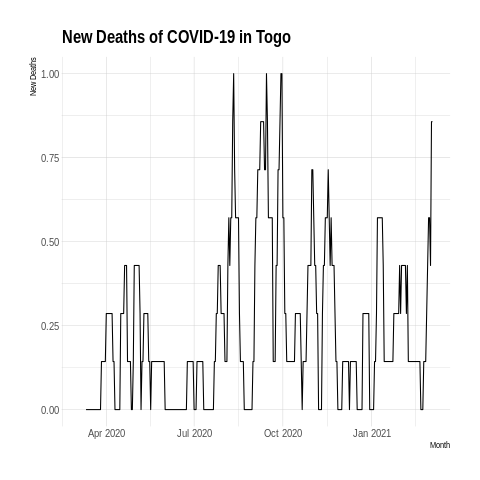 New Deaths of COVID-19 in Togo
New Deaths
1.00
0.75
0.50
0.25
0.00
Apr 2020 Jul 2020 Oct 2020 Jan 2021
Month